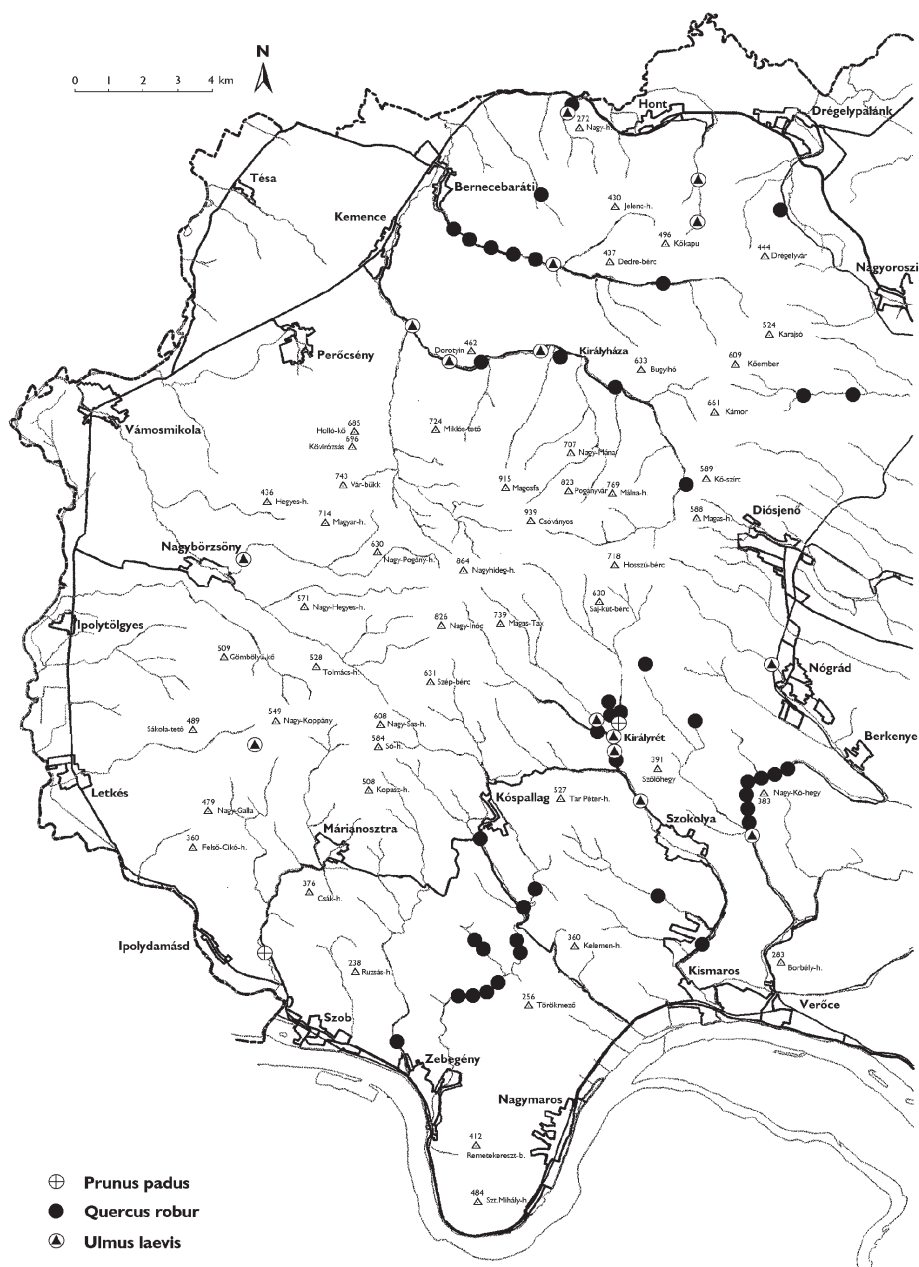 N
0 1 2 3 4 km
Hont
Drégelypalánk
272
Nagy-h.
Tésa
Bernecebaráti
430
Jelenc-h.
Kemence
496
Kőkapu
437
Dedre-bérc
444
Drégelyvár
Nagyoroszi
524
Karajsó
Perőcsény
462
Dorotyin
Királyháza
633
Bugyihó
609
Kőember
661
Kámor
Vámosmikola
685
Holló-kő
696
Kővirózsás
724
Miklós-tető
707
Nagy-Mána
743
Vár-bükk
915
Magosfa
823
Pogányvár
769
Málna-h.
589
Kő-szirt
436
Hegyes-h.
714
Magyar-h.
939
Csóványos
588
Magas-h.
Diósjenő
Nagybörzsöny
630
Nagy-Pogány-h.
864
Nagyhideg-h.
718
Hosszú-bérc
571
Nagy-Hegyes-h.
630
Saj-kút-bérc
Ipolytölgyes
826
Nagy-Inóc
739
Magas-Tax
509
Gömbölyű-kő
528
Tolmács-h.
631
Szép-bérc
Nógrád
489
Sákola-tető
549
Nagy-Koppány
608
Nagy-Sas-h.
584
Só-h.
Királyrét
391
Szőlőhegy
Berkenye
Letkés
508
Kopasz-h.
Kóspallag
527
Tar Péter-h.
383
Nagy-Kő-hegy
479
Nagy-Galla
Márianosztra
Szokolya
360
Felső-Cikó-h.
376
Csák-h.
Ipolydamásd
238
Ruzsás-h.
360
Kelemen-h.
Kismaros
283
Borbély-h.
256
Törökmező
Verőce
Szob
Zebegény
Nagymaros
412
Remetekereszt-b.
484
Szt.Mihály-h.
Prunus padus
Quercus robur
Ulmus laevis